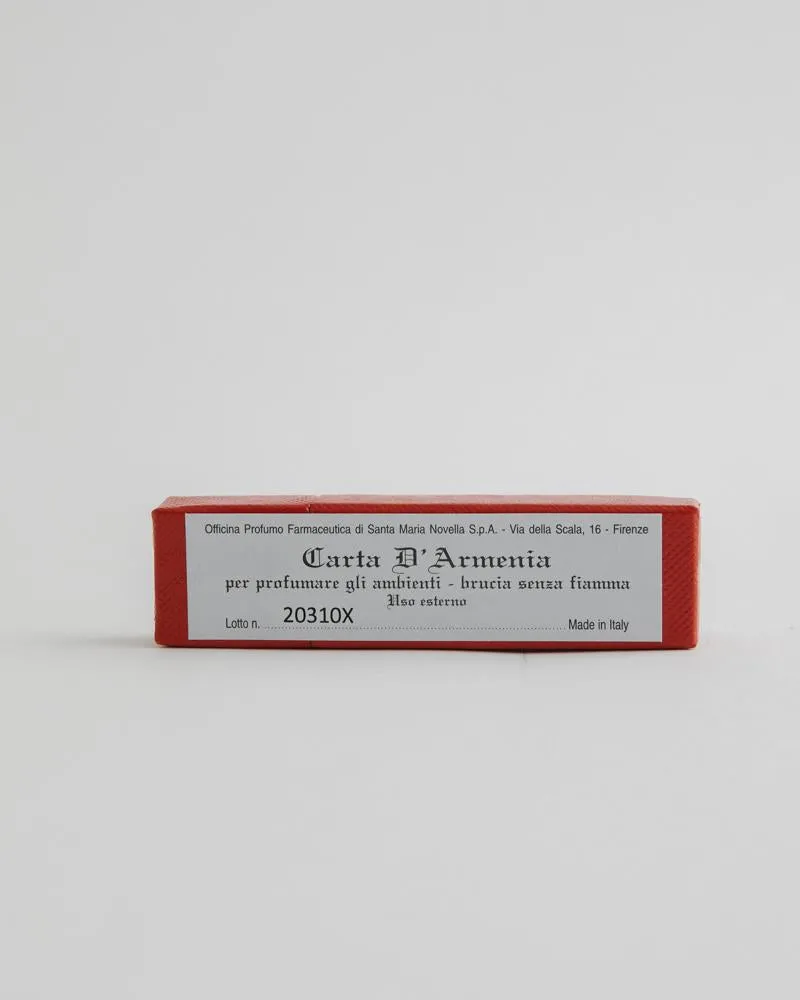 Officina Profumo Farmaceutica di Santa Maria Novella S.p.A. - Via della Scala, 16 - Firenze
Carta D'Armenia
per profumare gli ambienti - brucia senza fiamma
Uso esterno
Lotto n. 20310X Made in Italy